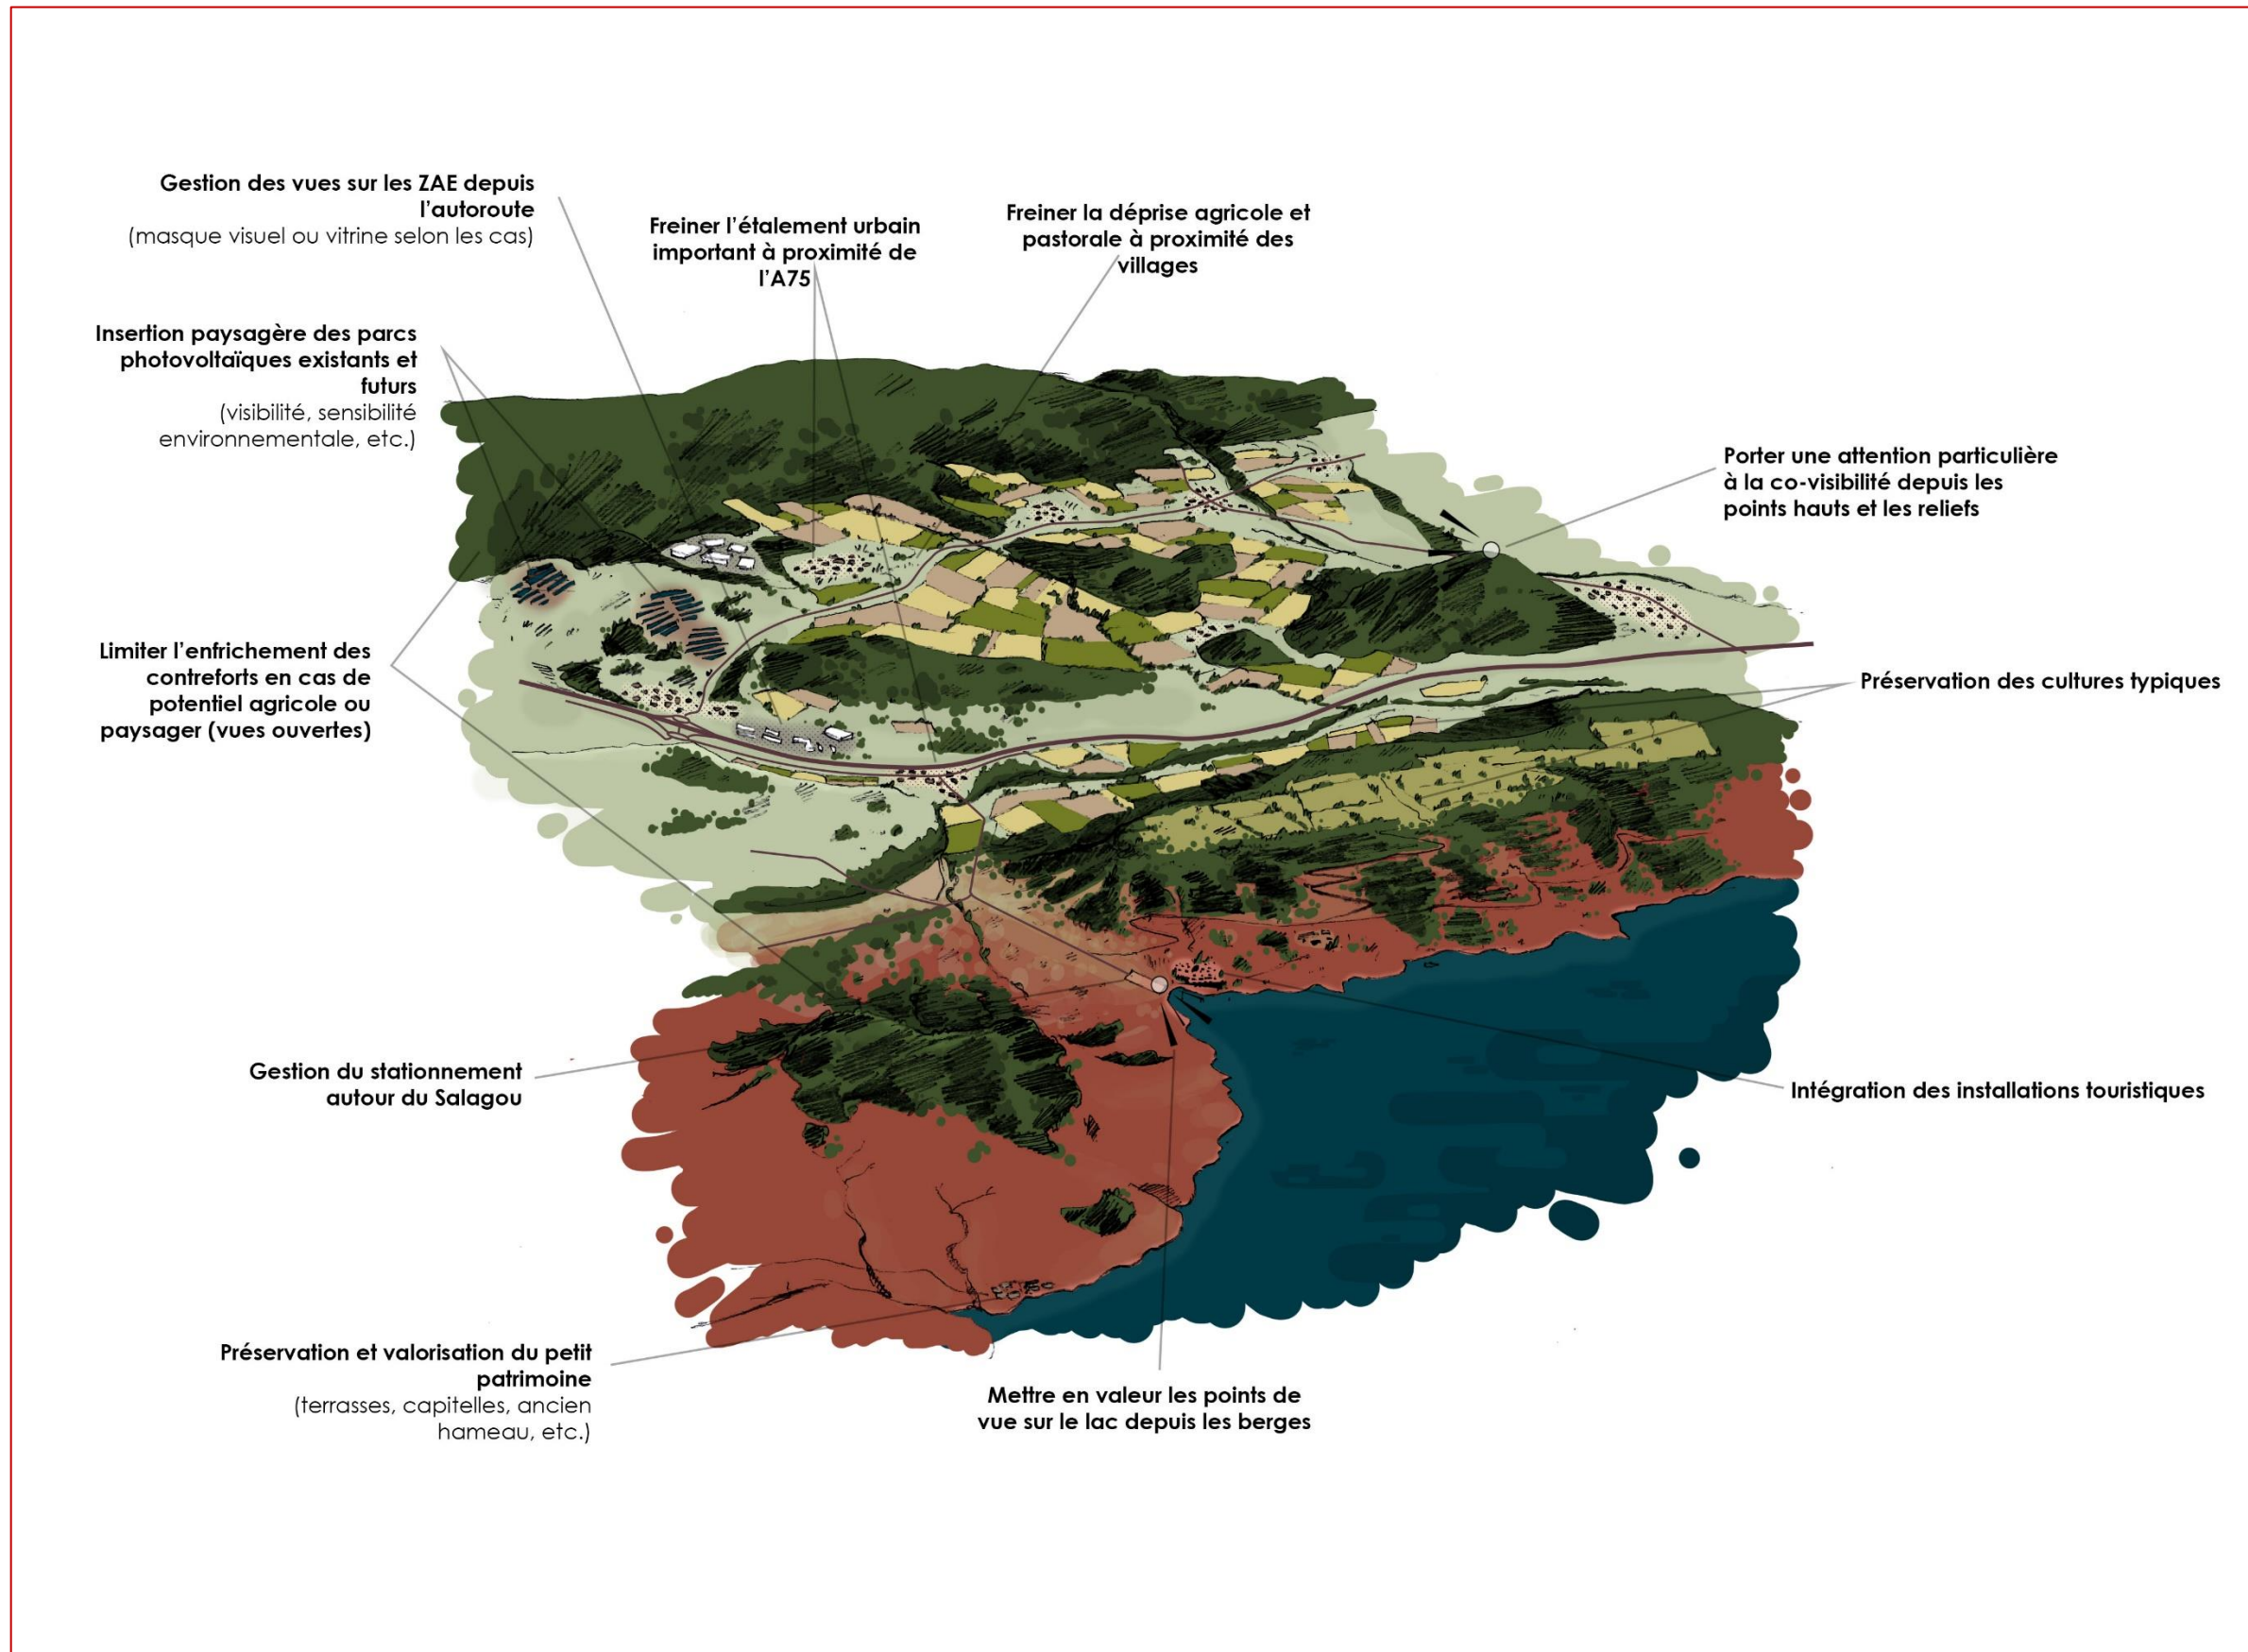 Gestion des vues sur les ZAE depuis
l'autoroute
(masque visuel ou vitrine selon les cas)
Freiner l'étalement urbain
important à proximité de
l'A75
Freiner la déprise agricole et
pastorale à proximité des
villages
Insertion paysagère des parcs
photovoltaïques existants et
futurs
(visibilité, sensibilité
environnementale, etc.)
Porter une attention particulière
à la co-visibilité depuis les
points hauts et les reliefs
Limiter l'enfrichement des
contreforts en cas de
potentiel agricole ou
paysager (vues ouvertes)
Préservation des cultures typiques
Gestion du stationnement
autour du Salagou
Intégration des installations touristiques
Préservation et valorisation du petit
patrimoine
(terrasses, capitelles, ancien
hameau, etc.)
Mettre en valeur les points de
vue sur le lac depuis les berges